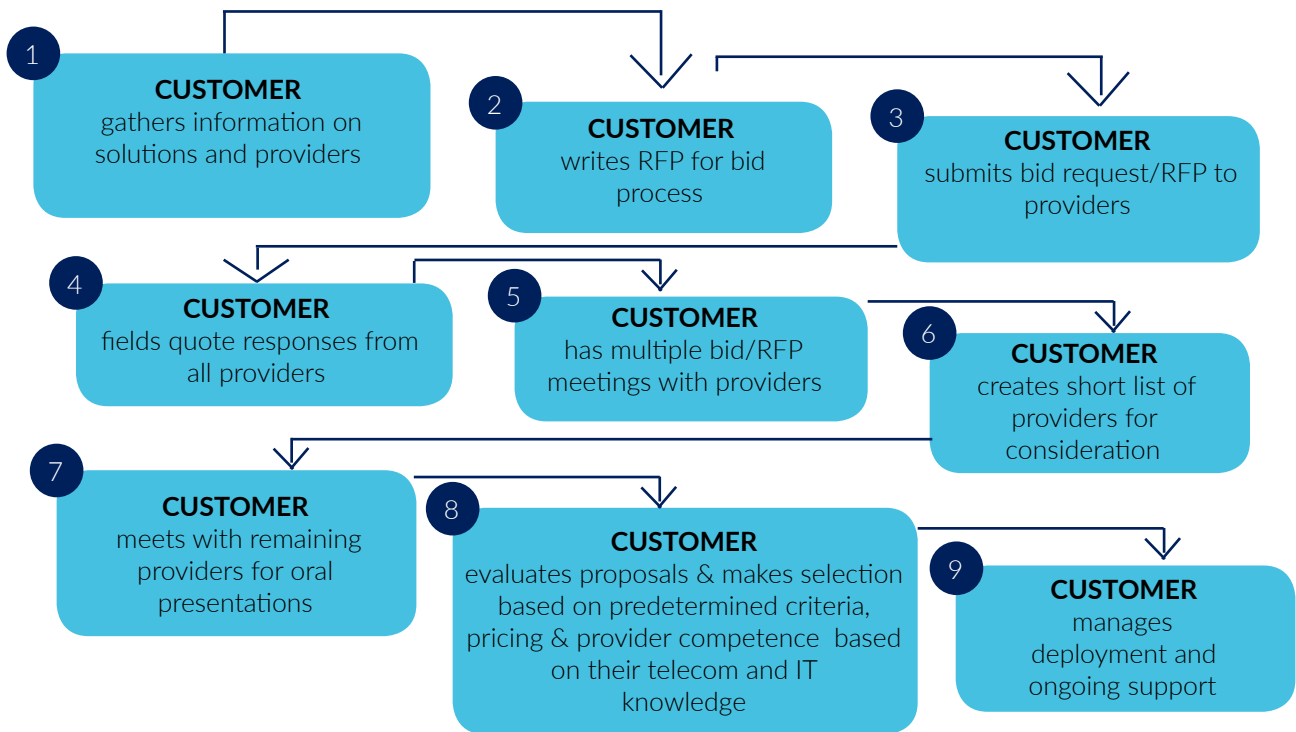 1
CUSTOMER
gathers information on
solutions and providers
2
CUSTOMER
writes RFP for bid
process
3
CUSTOMER
submits bid request/RFP to
providers
4
CUSTOMER
fields quote responses from
all providers
5
CUSTOMER
has multiple bid/RFP
meetings with providers
6
CUSTOMER
creates short list of
providers for
consideration
7
CUSTOMER
meets with remaining
providers for oral
presentations
8
CUSTOMER
evaluates proposals & makes selection
based on predetermined criteria,
pricing & provider competence based
on their telecom and IT
knowledge
9
CUSTOMER
manages
deployment and
ongoing support